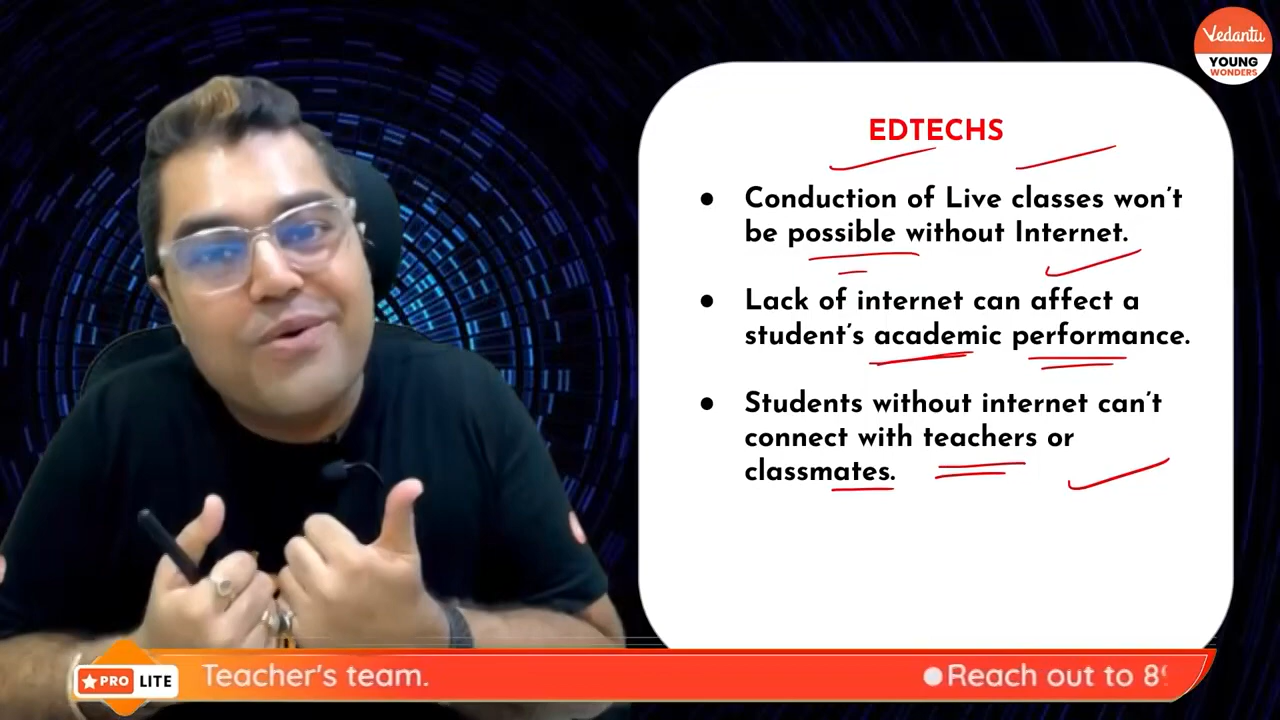 Vedantu
YOUNG
WONDERS
EDTECHS
● Conduction of Live classes won't
be possible without Internet.
● Lack of internet can affect a
student's academic performance.
● Students without internet can't
connect with teachers or
classmates.
PRO LITE
Teacher's team.
●Reach out to 8